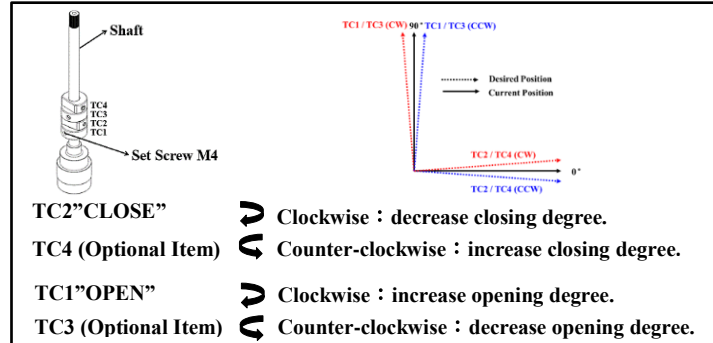 Shaft
TC4
TC3
TC2
TC1
Set Screw M4
TC1 / TC3 (CW) 90° TC1 / TC3 (CCW)
Desired Position
Current Position
TC2 / TC4 (CW)
0°
TC2 / TC4 (CCW)
TC2”CLOSE” Clockwise：decrease closing degree.
TC4 (Optional Item) Counter-clockwise：increase closing degree.
TC1”OPEN” Clockwise：increase opening degree.
TC3 (Optional Item) Counter-clockwise：decrease opening degree.